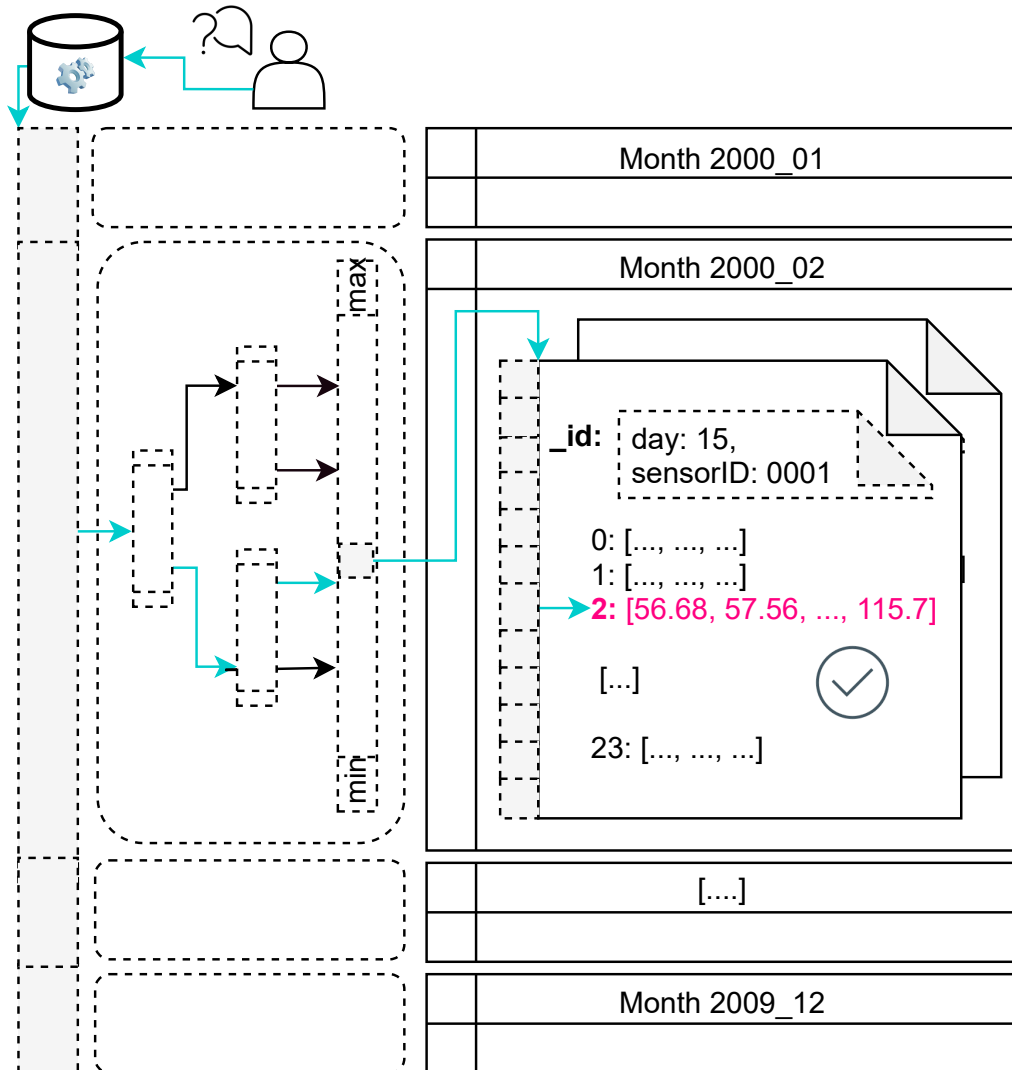 ?
Month 2000_01
Month 2000_02
max
_id:
day: 15,
sensorID: 0001
0: [..., ..., ...]
1: [..., ..., ...]
2: [56.68, 57.56, ..., 115.7]
[...]
23: [..., ..., ...]
min
[....]
Month 2009_12